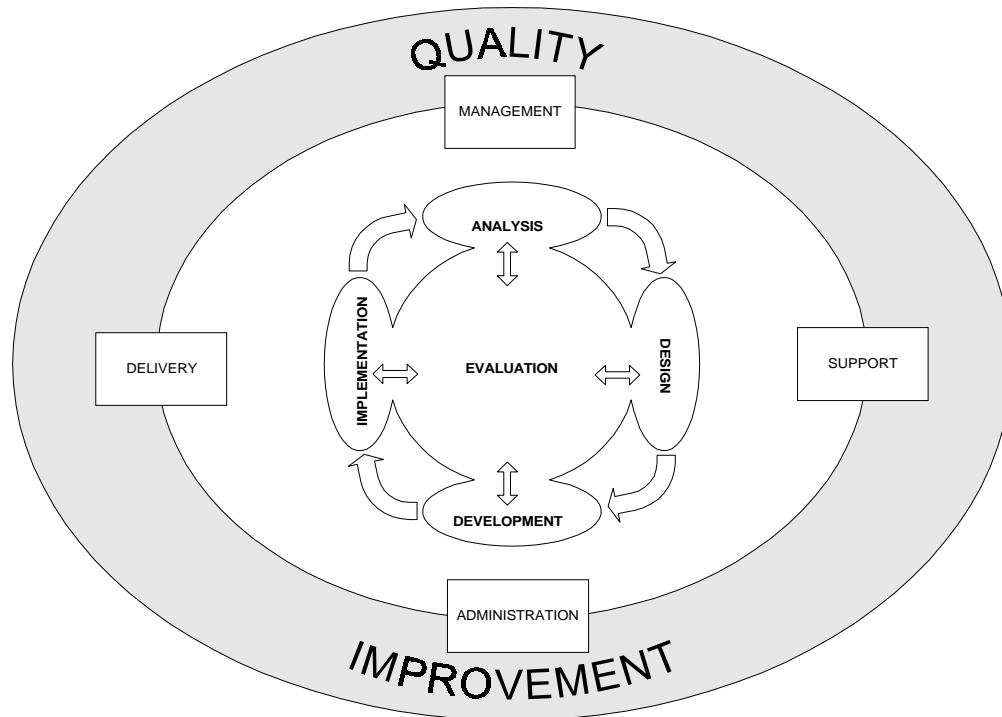 QUALITY
MANAGEMENT
ANALYSIS
IMPLEMENTATION
EVALUATION
DESIGN
DELIVERY
SUPPORT
DEVELOPMENT
ADMINISTRATION
IMPROVEMENT